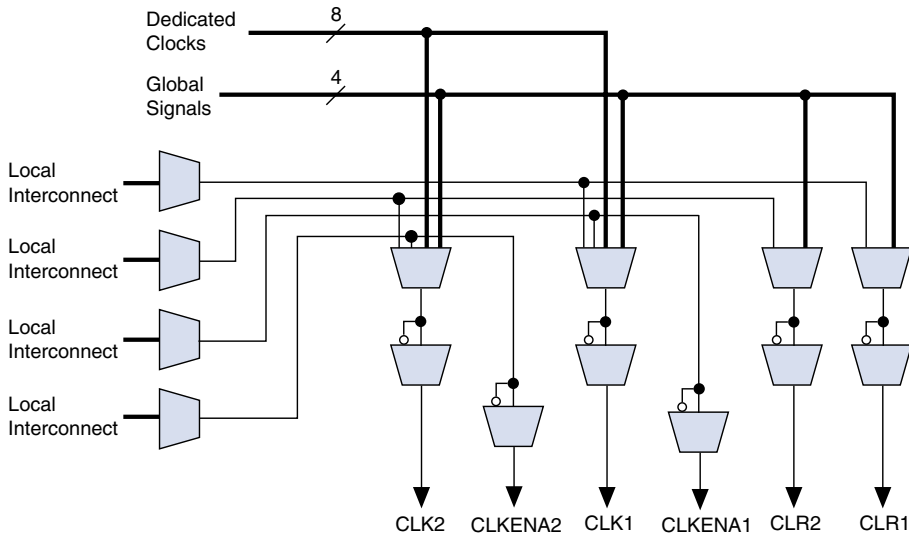 Dedicated
Clocks
8
Global
Signals
4
Local
Interconnect
Local
Interconnect
Local
Interconnect
Local
Interconnect
CLK2
CLKENA2
CLK1
CLKENA1
CLR2
CLR1